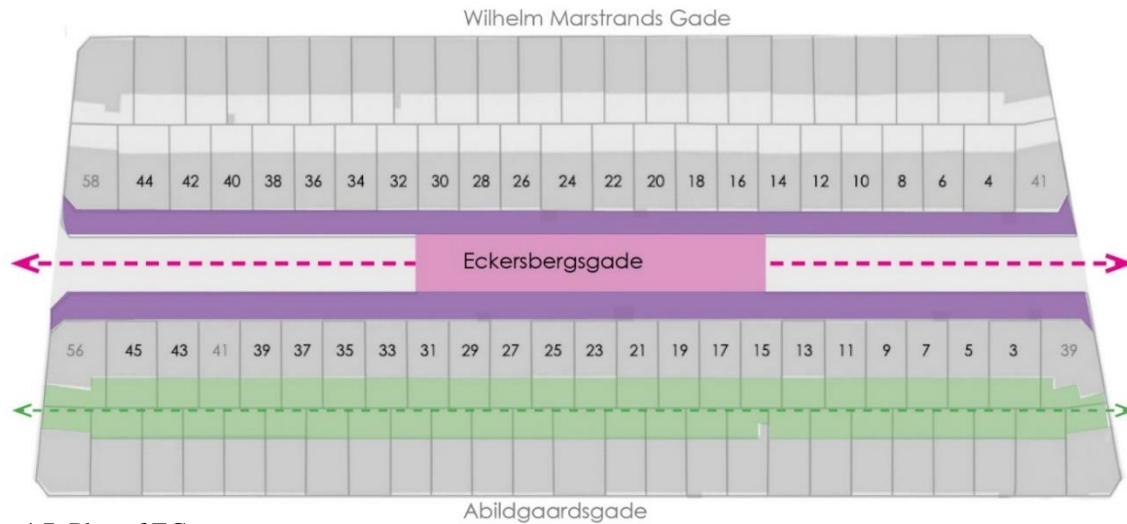 Wilhelm Marstrands Gade
58 44 42 40 38 36 34 32 30 28 26 24 22 20 18 16 14 12 10 8 6 4 41
Eckersbergsgade
56 45 43 41 39 37 35 33 31 29 27 25 23 21 19 17 15 13 11 9 7 5 3 39
Abildgaardsgade